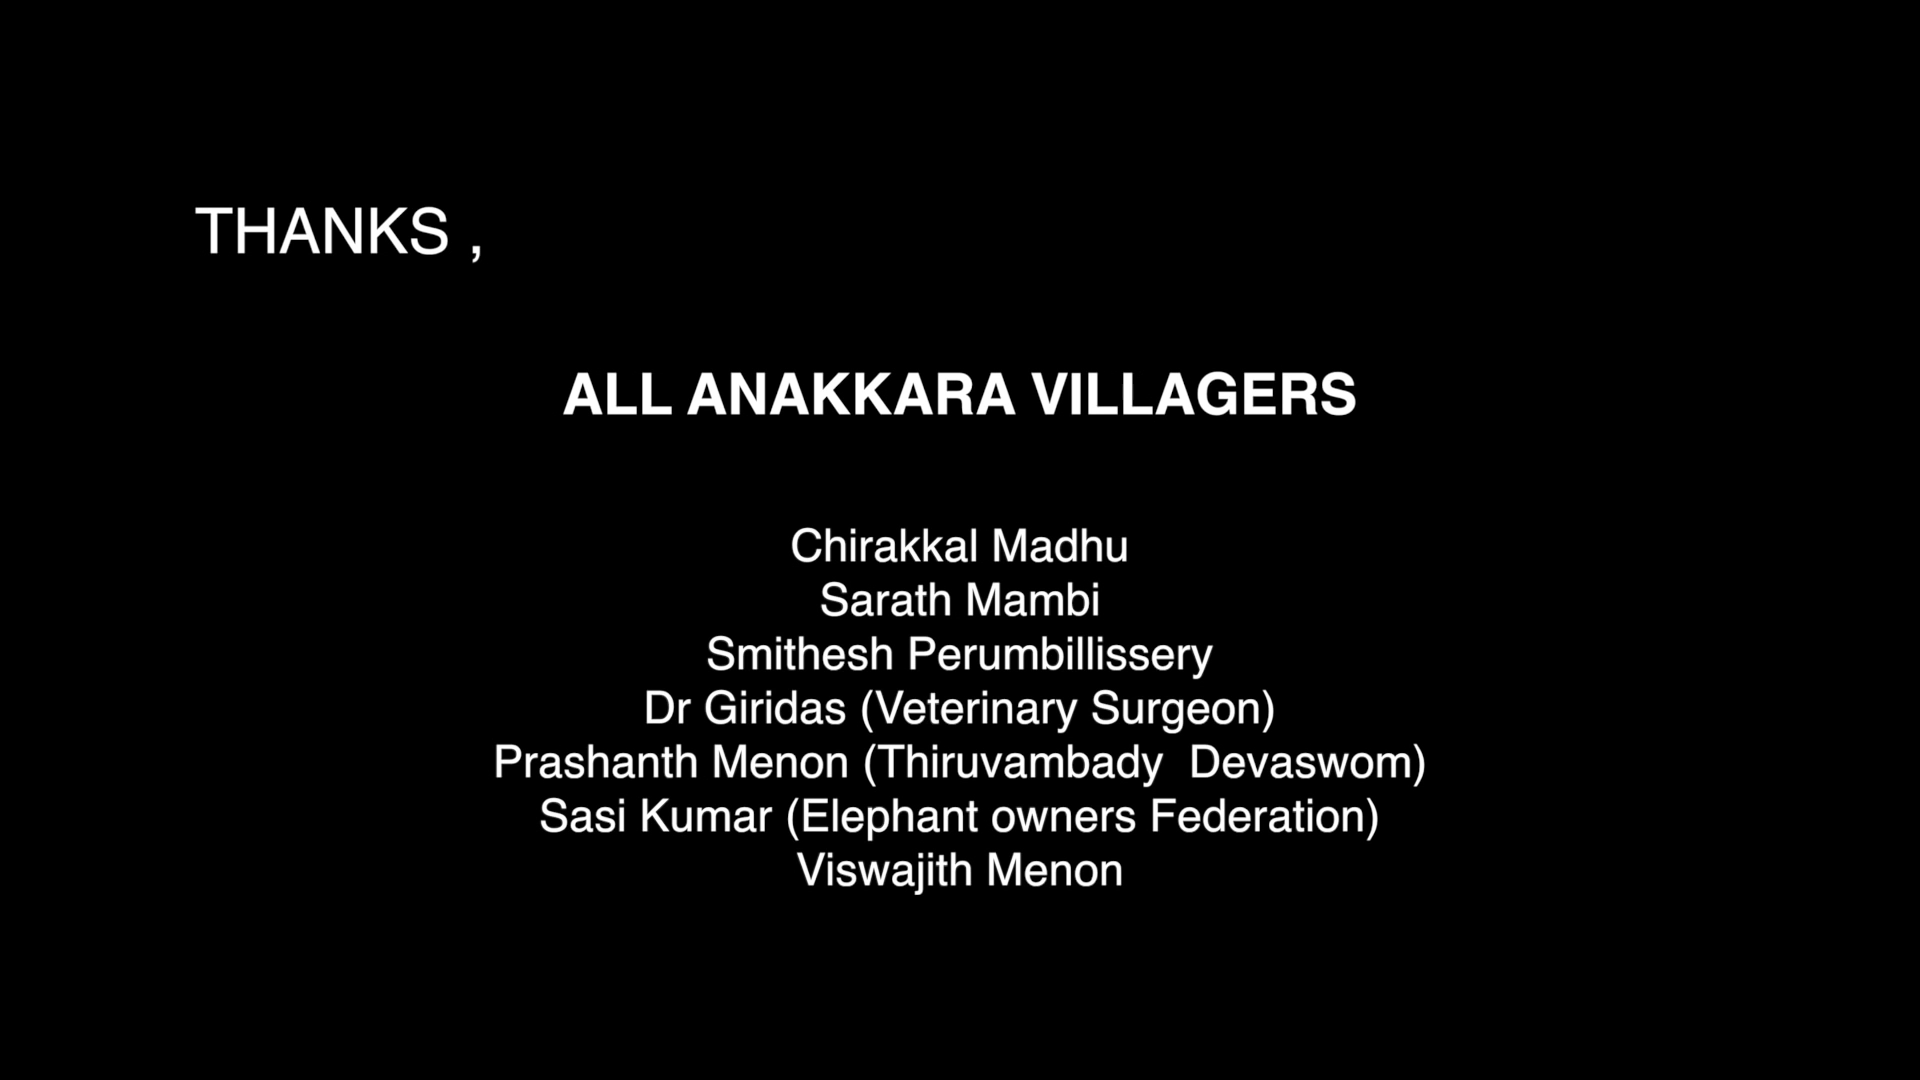 THANKS ,
ALL ANAKKARA VILLAGERS
Chirakkal Madhu
Sarath Mambi
Smithesh Perumbillissery
Dr Giridas (Veterinary Surgeon)
Prashanth Menon (Thiruvambady  Devaswom)
Sasi Kumar (Elephant owners Federation)
Viswajith Menon